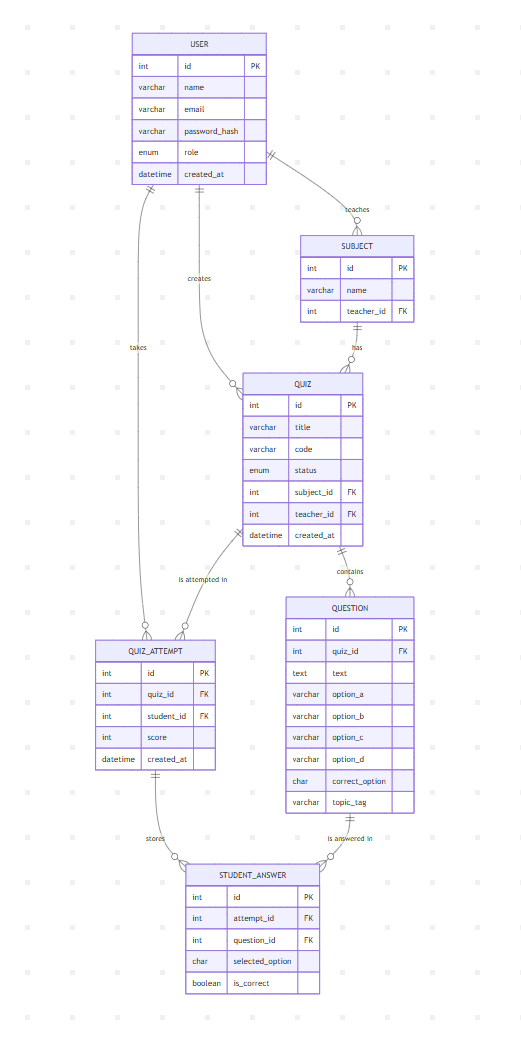 USER
int id PK
varchar name
varchar email
varchar password_hash
enum role
datetime created_at
teaches
SUBJECT
int id PK
varchar name
int teacher_id FK
creates
takes
has
QUIZ
int id PK
varchar title
varchar code
enum status
int subject_id FK
int teacher_id FK
datetime created_at
is attempted in
contains
QUESTION
int id PK
int quiz_id FK
text text
varchar option_a
varchar option_b
varchar option_c
varchar option_d
char correct_option
varchar topic_tag
QUIZ_ATTEMPT
int id PK
int quiz_id FK
int student_id FK
int score
datetime created_at
stores
is answered in
STUDENT_ANSWER
int id PK
int attempt_id FK
int question_id FK
char selected_option
boolean is_correct